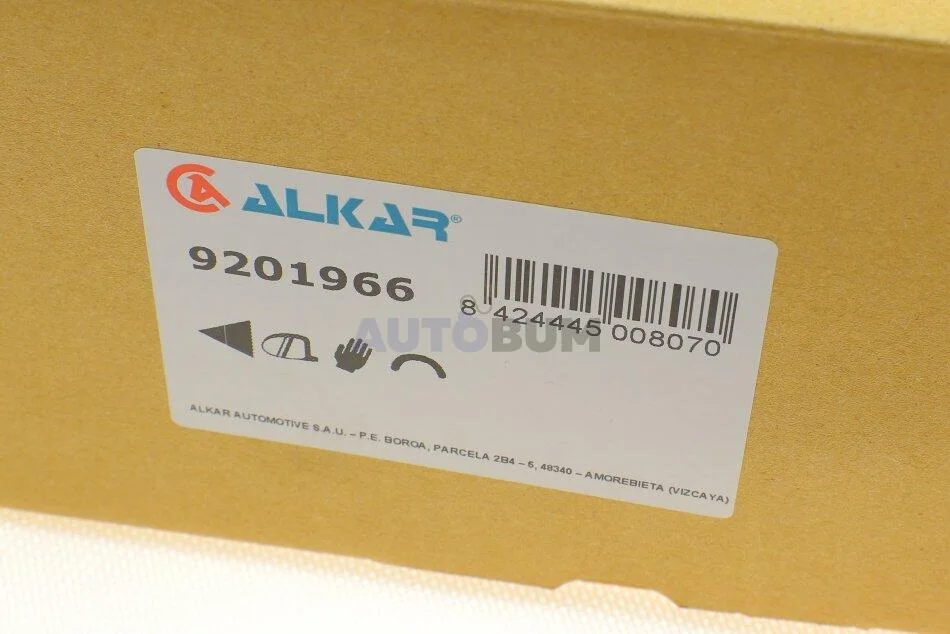 ALKAR®
9201966
8 424445 008070
AUTOBUM
ALKAR AUTOMOTIVE S.A.U. – P.E. BOROA, PARCELA 2B4 – 5, 48340 – AMOREBIETA (VIZCAYA)